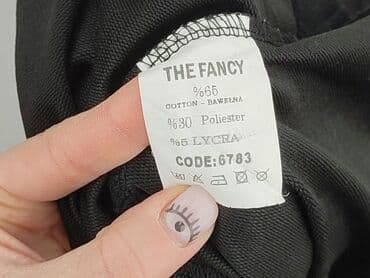 THE FANCY
%65
COTTON - BAWEŁNA
%30 Poliester
%5 LYCRA
CODE:6783